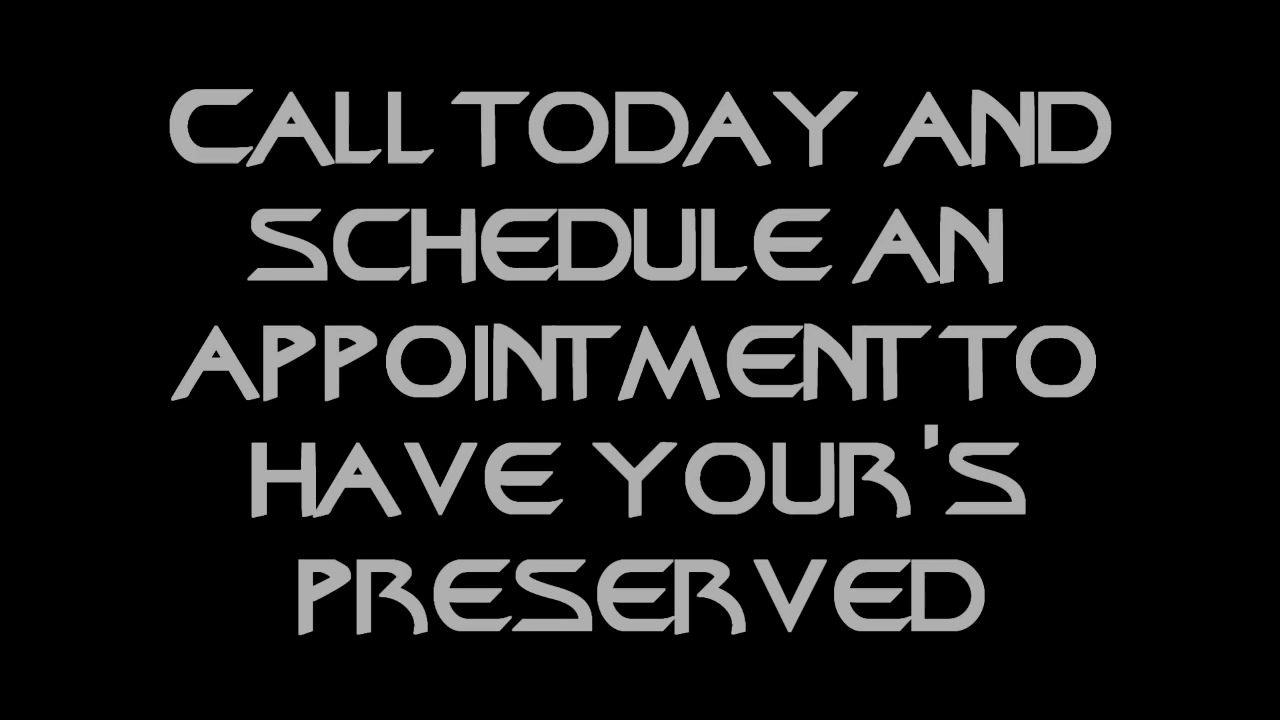 CALL TODAY AND
SCHEDULE AN
APPOINTMENT TO
HAVE YOUR'S
PRESERVED